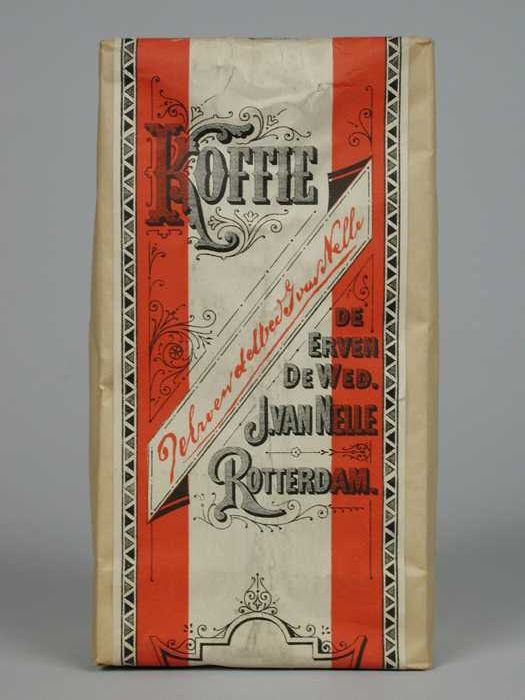 KOFFIE
De Erven de Wed J van Nelle
DE
ERVEN
DE WED.
J. VAN NELLE
ROTTERDAM.